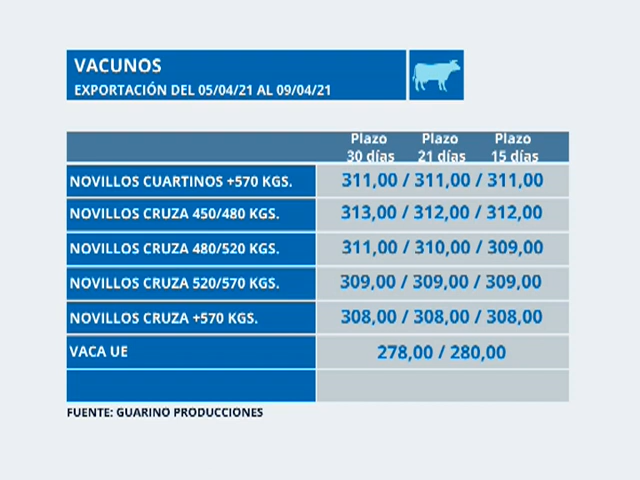 VACUNOS
EXPORTACIÓN DEL 05/04/21 AL 09/04/21
Plazo Plazo Plazo
30 días 21 días 15 días
NOVILLOS CUARTINOS +570 KGS. 311,00 / 311,00 / 311,00
NOVILLOS CRUZA 450/480 KGS. 313,00 / 312,00 / 312,00
NOVILLOS CRUZA 480/520 KGS. 311,00 / 310,00 / 309,00
NOVILLOS CRUZA 520/570 KGS. 309,00 / 309,00 / 309,00
NOVILLOS CRUZA +570 KGS. 308,00 / 308,00 / 308,00
VACA UE 278,00 / 280,00
FUENTE: GUARINO PRODUCCIONES